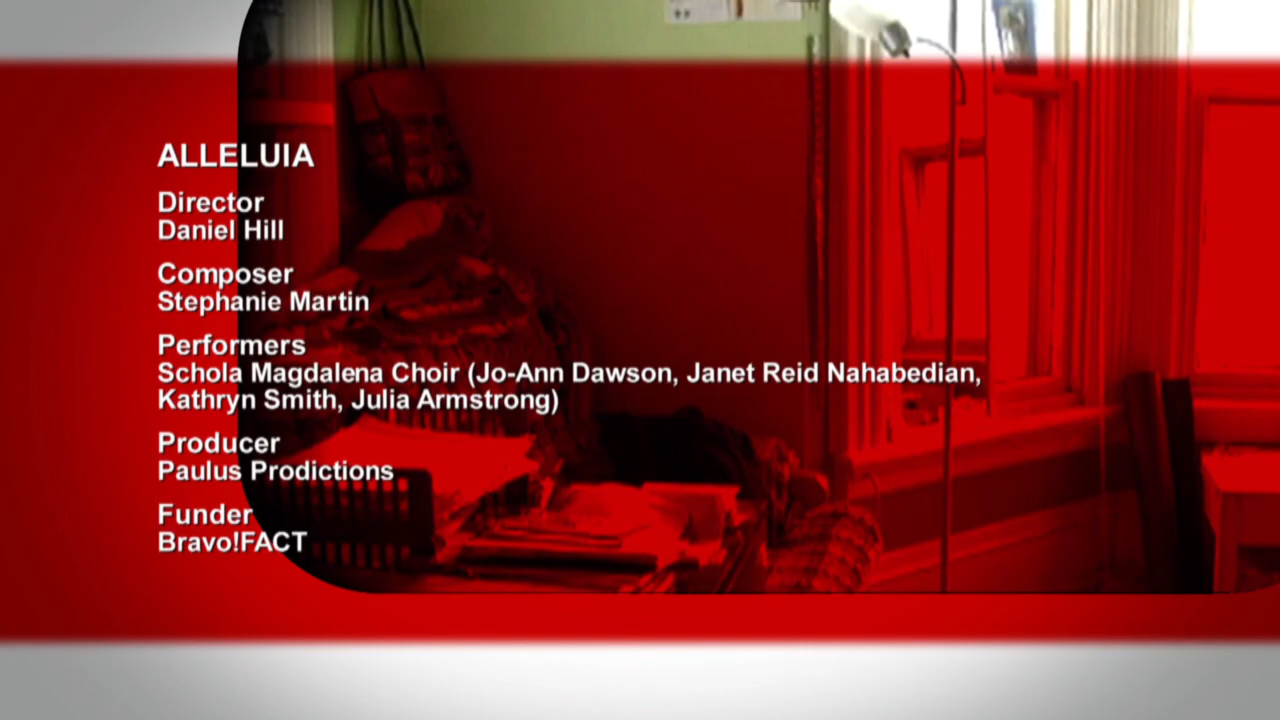 ALLELUIA
Director
Daniel Hill
Composer
Stephanie Martin
Performers
Schola Magdalena Choir (Jo-Ann Dawson, Janet Reid Nahabedian,
Kathryn Smith, Julia Armstrong)
Producer
Paulus Prodictions
Funder
Bravo!FACT